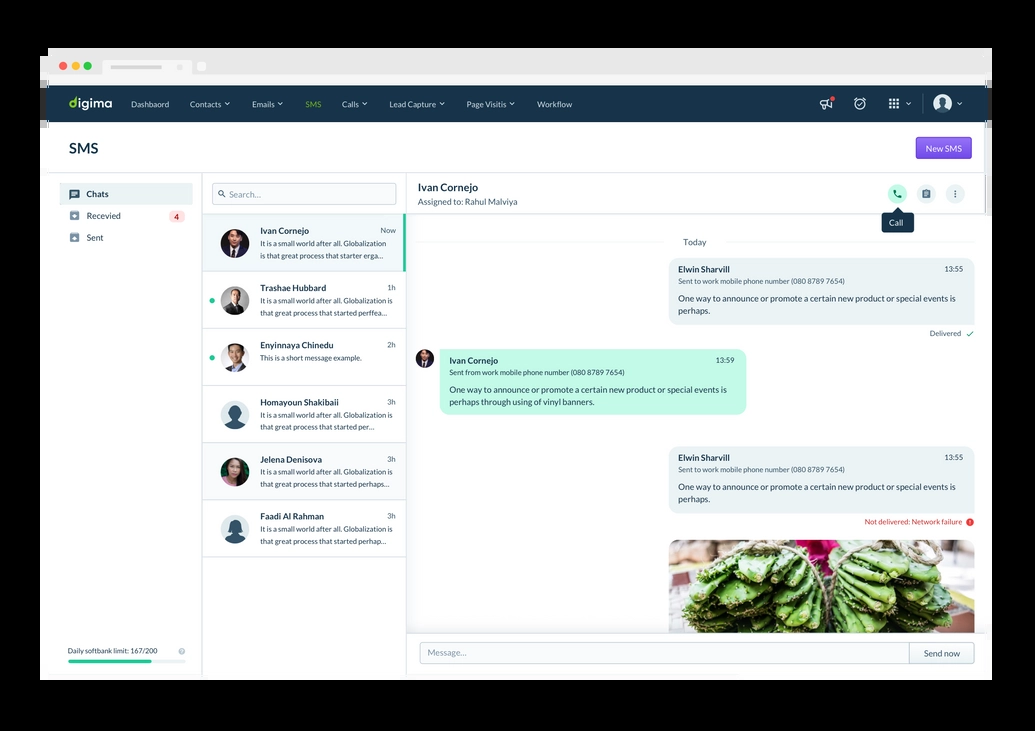 digima Dashbaord Contacts Emails SMS Calls Lead Capture Page Visitis Workflow
SMS
New SMS
Chats
Recevied 4
Sent
Daily softbank limit: 167/200
Search...
Ivan Cornejo Now
It is a small world after all. Globalization
is that great process that starter erga...
Trashae Hubbard 1h
It is a small world after all. Globalization is
that great process that started perffea...
Enyinnaya Chinedu 2h
This is a short message example.
Homayoun Shakibaii 3h
It is a small world after all. Globalization is
that great process that started per...
Jelena Denisova 3h
It is a small world after all. Globalization is
that great process that started perhaps...
Faadi Al Rahman 3h
It is a small world after all. Globalization is
that great process that started perhap...
Ivan Cornejo
Assigned to: Rahul Malviya
Call
Today
Elwin Sharvill 13:55
Sent to work mobile phone number (080 8789 7654)
One way to announce or promote a certain new product or special events is
perhaps.
Delivered
Ivan Cornejo 13:59
Sent from work mobile phone number (080 8789 7654)
One way to announce or promote a certain new product or special events is
perhaps through using of vinyl banners.
Elwin Sharvill 13:55
Sent to work mobile phone number (080 8789 7654)
One way to announce or promote a certain new product or special events is
perhaps.
Not delivered: Network failure
Message...
Send now